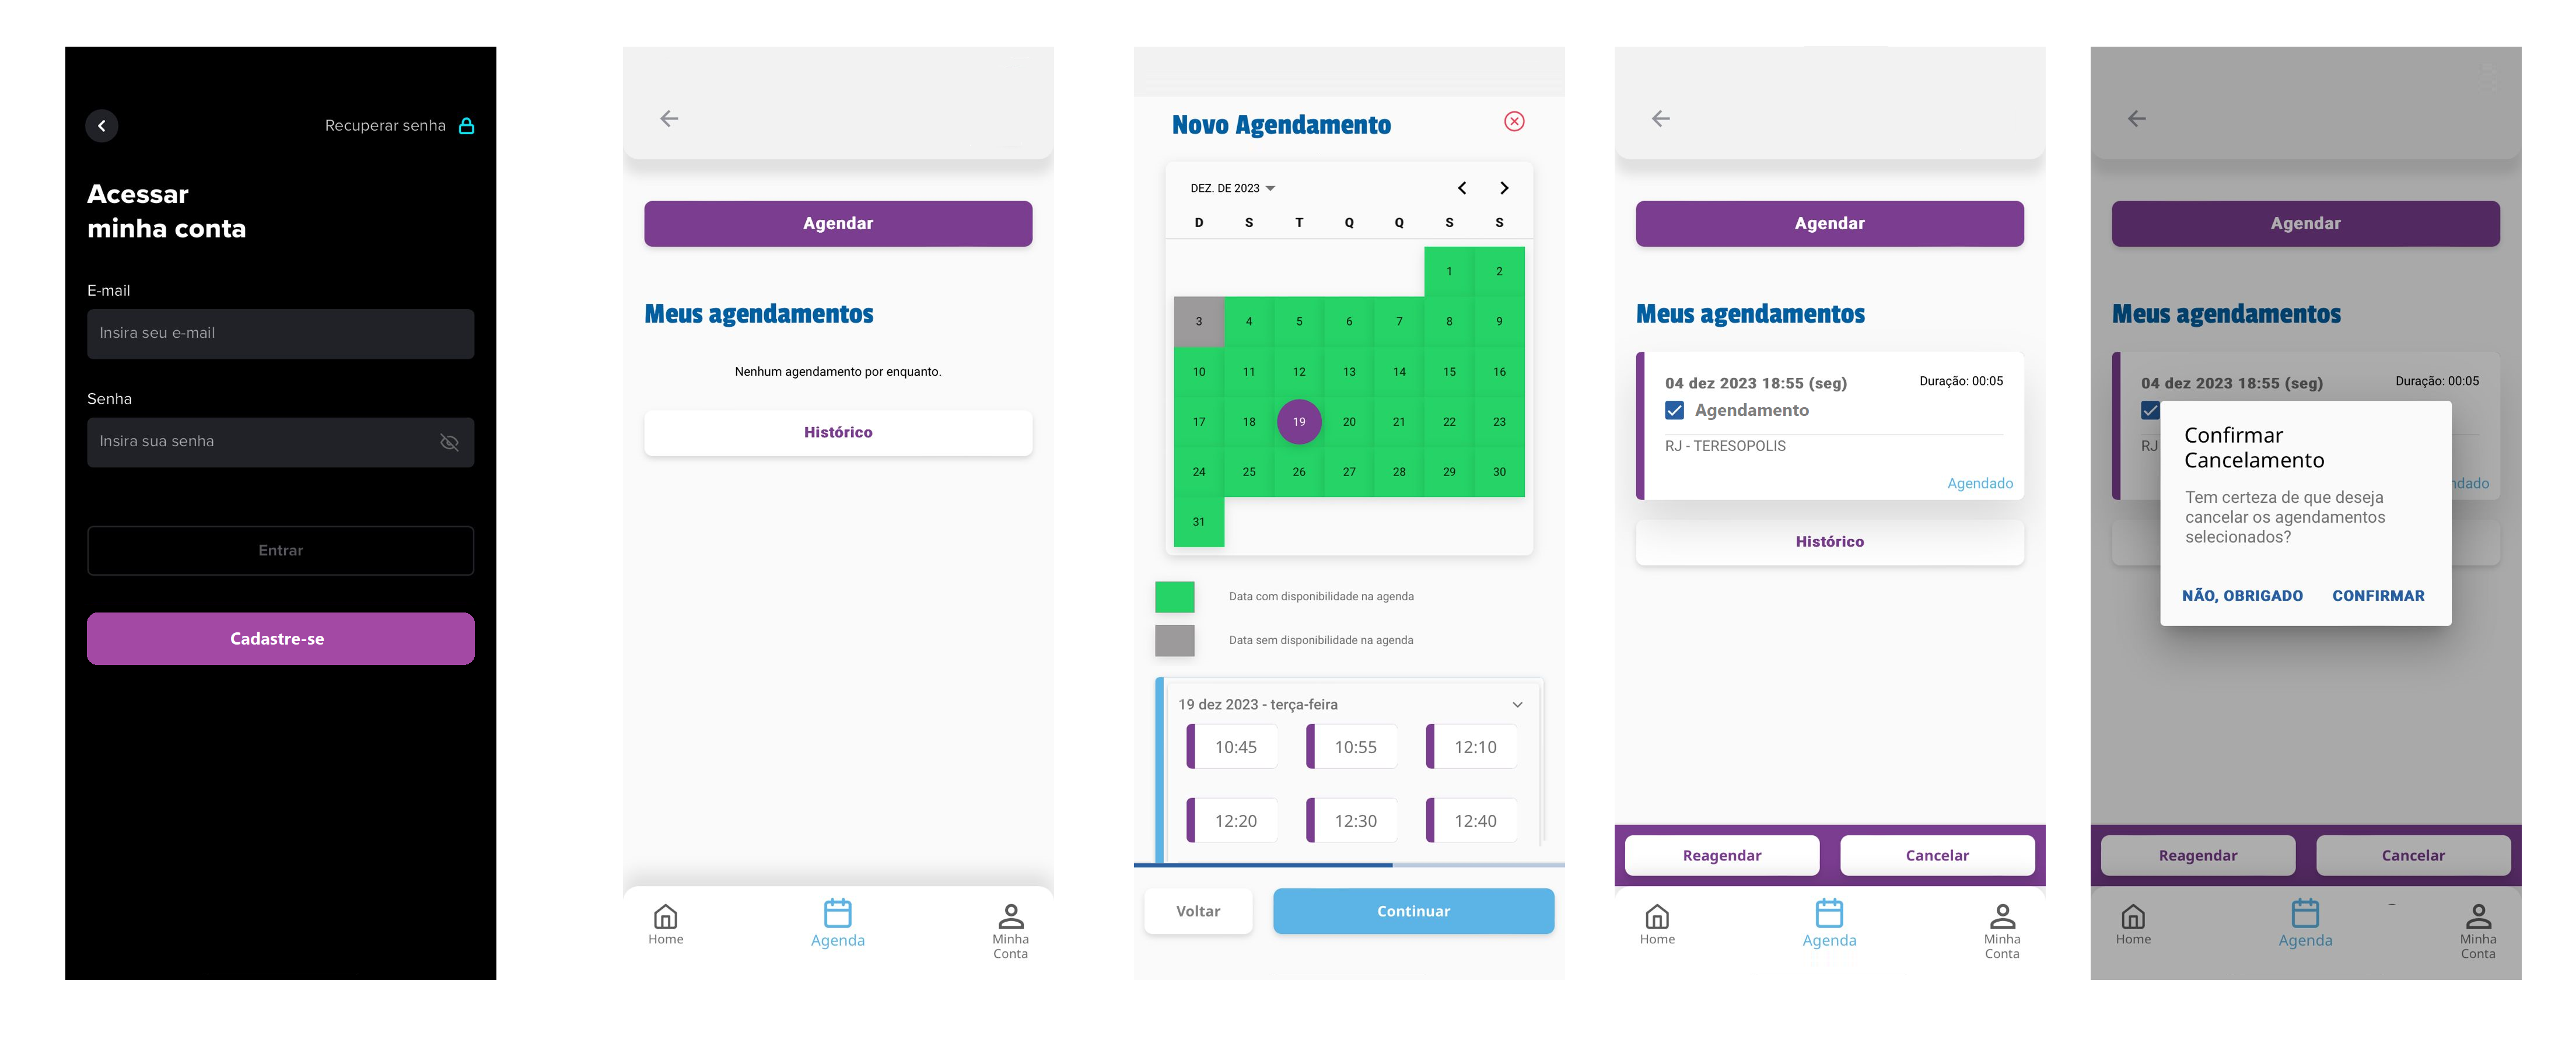 Recuperar senha
Acessar
minha conta
E-mail
Insira seu e-mail
Senha
Insira sua senha
Entrar
Cadastre-se
Agendar
Meus agendamentos
Nenhum agendamento por enquanto.
Histórico
Home
Agenda
Minha
Conta
Novo Agendamento
DEZ. DE 2023
D S T Q Q S S
1 2
3 4 5 6 7 8 9
10 11 12 13 14 15 16
17 18 19 20 21 22 23
24 25 26 27 28 29 30
31
Data com disponibilidade na agenda
Data sem disponibilidade na agenda
19 dez 2023 - terça-feira
10:45 10:55 12:10
12:20 12:30 12:40
Voltar
Continuar
Agendar
Meus agendamentos
04 dez 2023 18:55 (seg) Duração: 00:05
Agendamento
RJ - TERESOPOLIS
Agendado
Histórico
Reagendar
Cancelar
Home
Agenda
Minha
Conta
Agendar
Meus agendamentos
04 dez 2023 18:55 (seg) Duração: 00:05
RJ
ndado
Confirmar
Cancelamento
Tem certeza de que deseja
cancelar os agendamentos
selecionados?
NÃO, OBRIGADO
CONFIRMAR
Reagendar
Cancelar
Home
Agenda
Minha
Conta